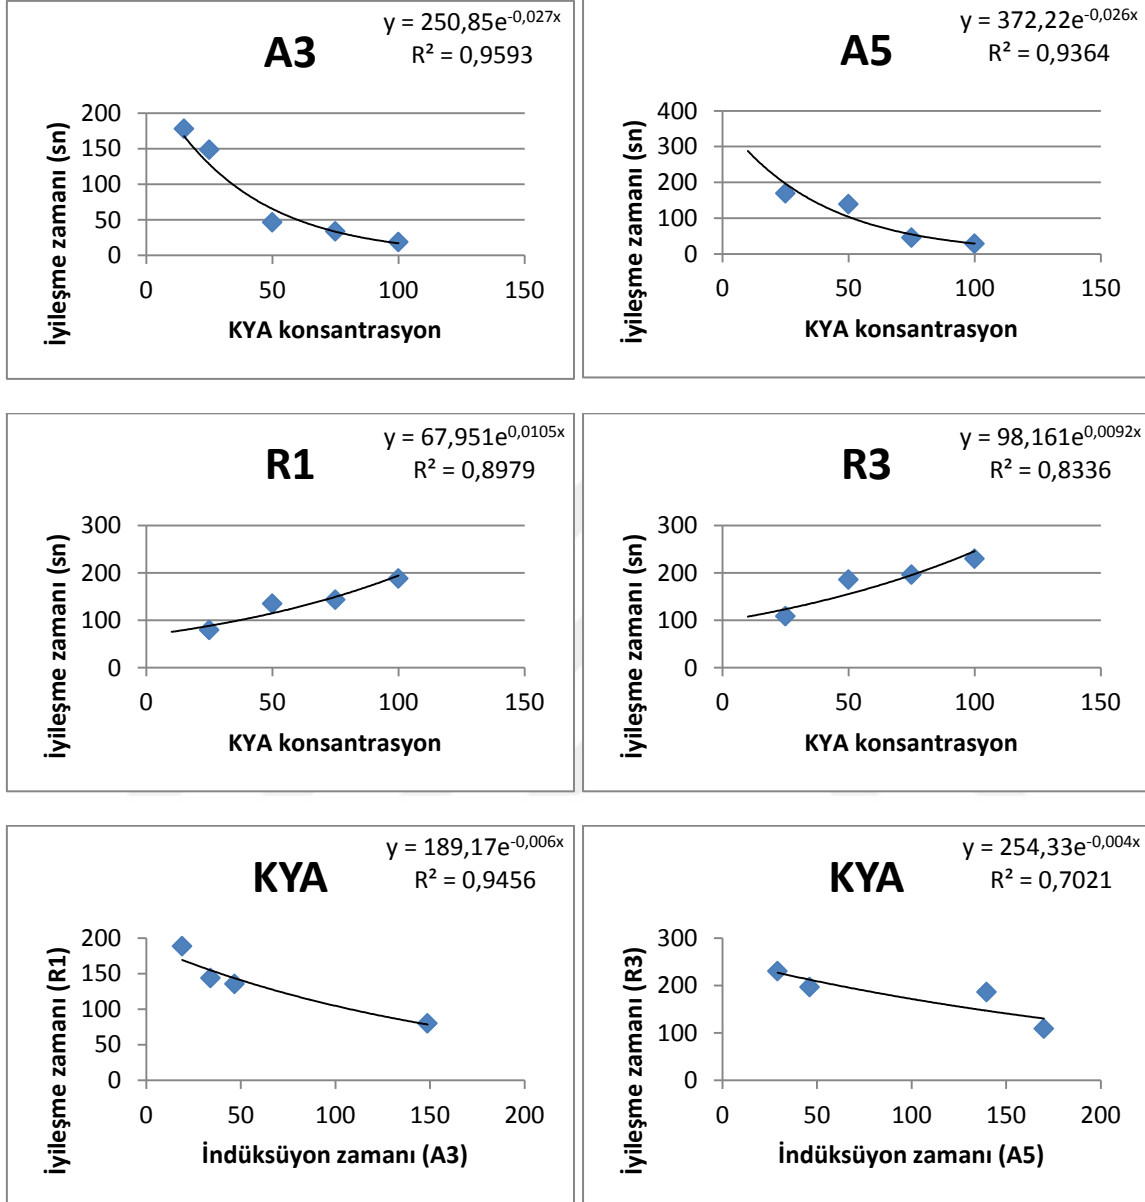 y = 250,85e^-0,027x
R² = 0,9593
A3
İyileşme zamanı (sn)
200
150
100
50
0
0 50 100 150
KYA konsantrasyon
y = 372,22e^-0,026x
R² = 0,9364
A5
İyileşme zamanı (sn)
400
300
200
100
0
0 50 100 150
KYA konsantrasyon
y = 67,951e^0,0105x
R² = 0,8979
R1
İyileşme zamanı (sn)
300
200
100
0
0 50 100 150
KYA konsantrasyon
y = 98,161e^0,0092x
R² = 0,8336
R3
İyileşme zamanı (sn)
300
200
100
0
0 50 100 150
KYA konsantrasyon
y = 189,17e^-0,006x
R² = 0,9456
KYA
İyileşme zamanı (R1)
200
150
100
50
0
0 50 100 150 200
İndüksüyon zamanı (A3)
y = 254,33e^-0,004x
R² = 0,7021
KYA
İyileşme zamanı (R3)
300
200
100
0
0 50 100 150 200
İndüksüyon zamanı (A5)